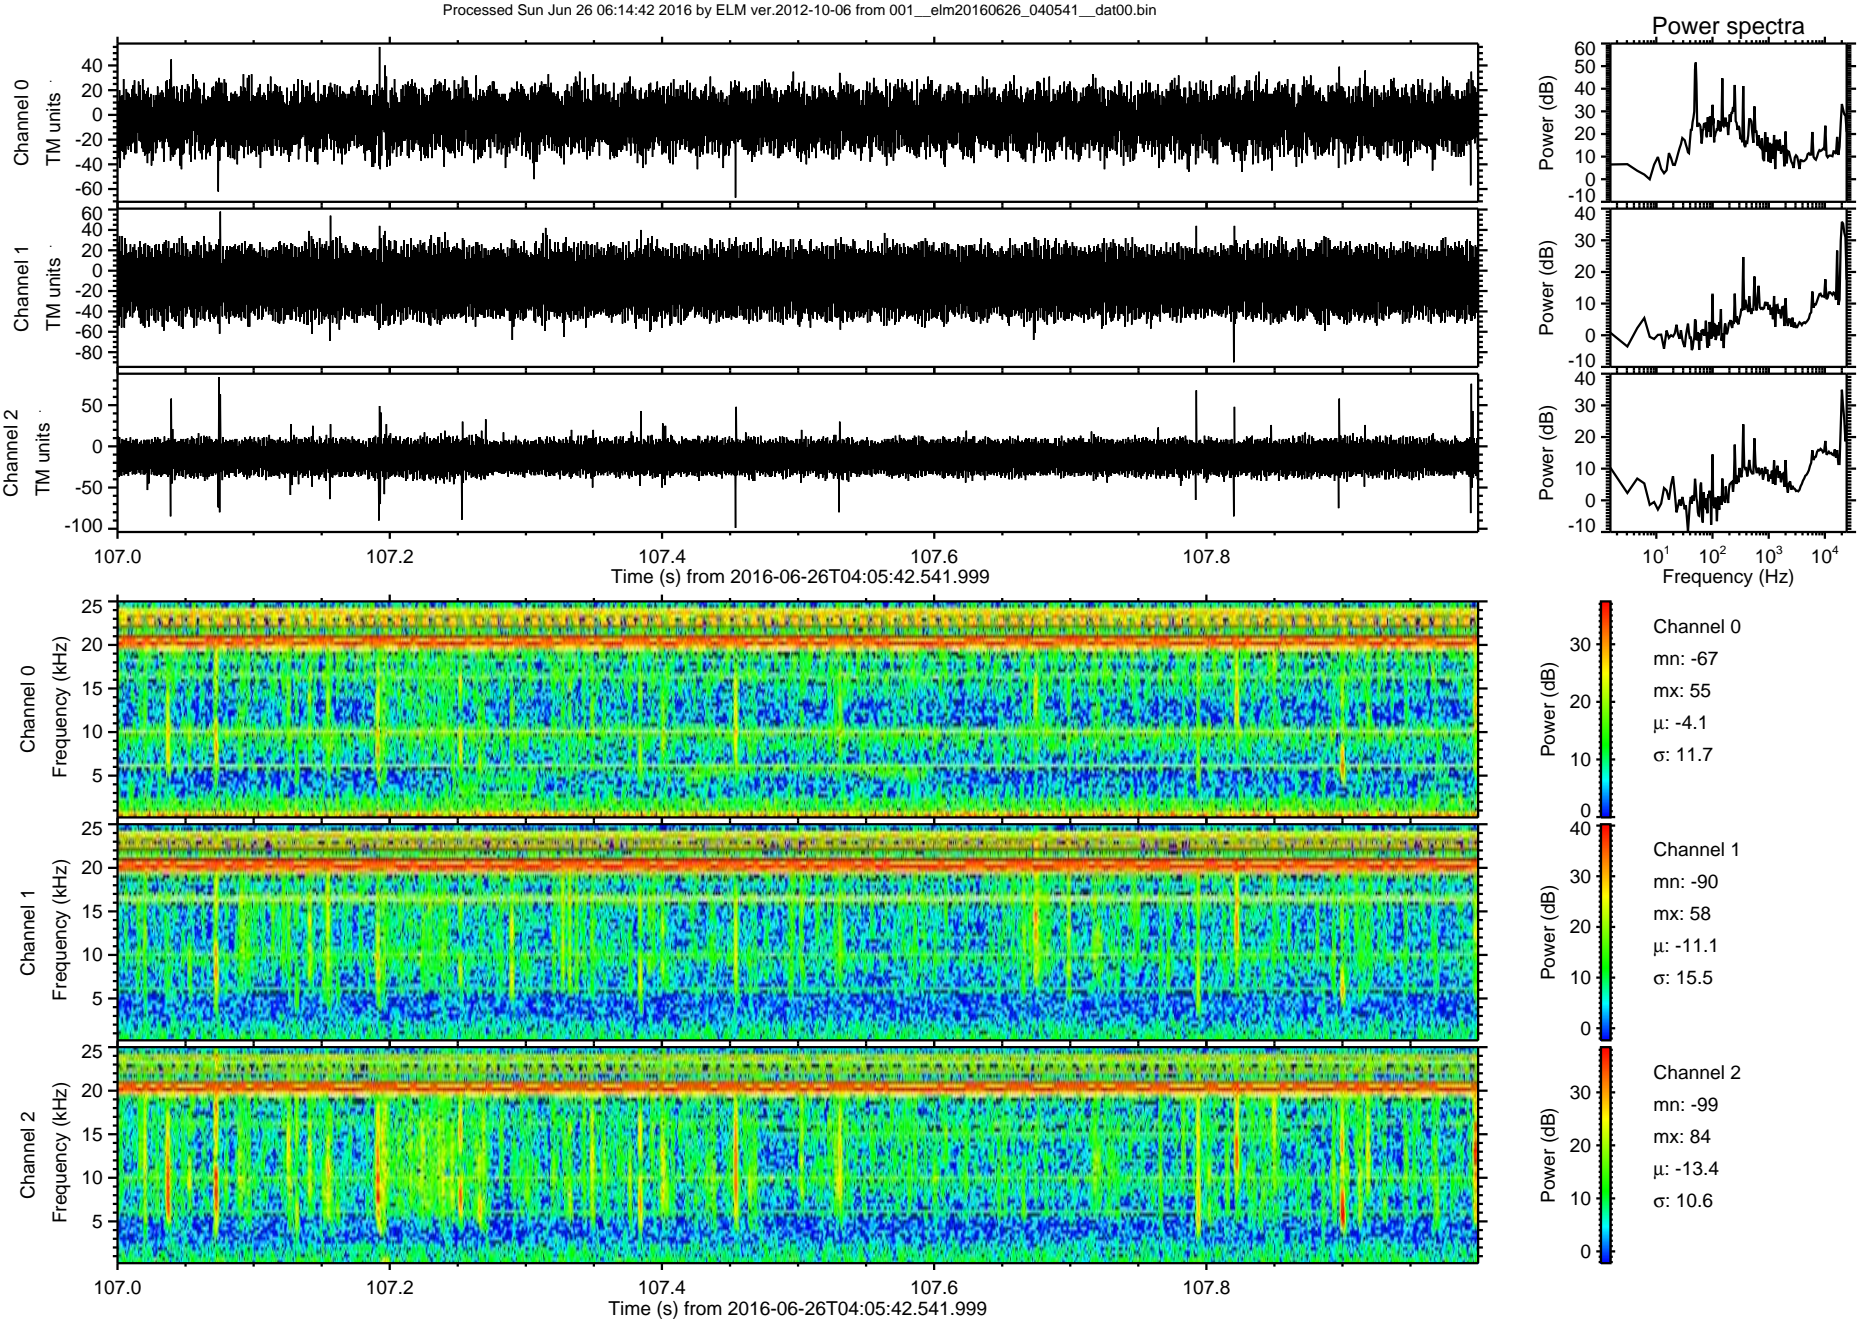 Processed Sun Jun 26 06:14:42 2016 by ELM ver.2012-10-06 from 001__elm20160626_040541__dat00.bin
Power spectra
Channel 0
TM units
40
20
0
-20
-40
-60
Power (dB)
60
50
40
30
20
10
0
-10
Channel 1
TM units
60
40
20
0
-20
-40
-60
-80
Power (dB)
40
30
20
10
0
-10
Channel 2
TM units
50
0
-50
-100
Power (dB)
40
30
20
10
0
-10
107.0 107.2 107.4 107.6 107.8
Time (s) from 2016-06-26T04:05:42.541.999
10^1 10^2 10^3 10^4
Frequency (Hz)
Channel 0
Frequency (kHz)
25
20
15
10
5
Power (dB)
30
20
10
0
Channel 0
mn: -67
mx: 55
μ: -4.1
σ: 11.7
Channel 1
Frequency (kHz)
25
20
15
10
5
Power (dB)
40
30
20
10
0
Channel 1
mn: -90
mx: 58
μ: -11.1
σ: 15.5
Channel 2
Frequency (kHz)
25
20
15
10
5
Power (dB)
30
20
10
0
Channel 2
mn: -99
mx: 84
μ: -13.4
σ: 10.6
107.0 107.2 107.4 107.6 107.8
Time (s) from 2016-06-26T04:05:42.541.999